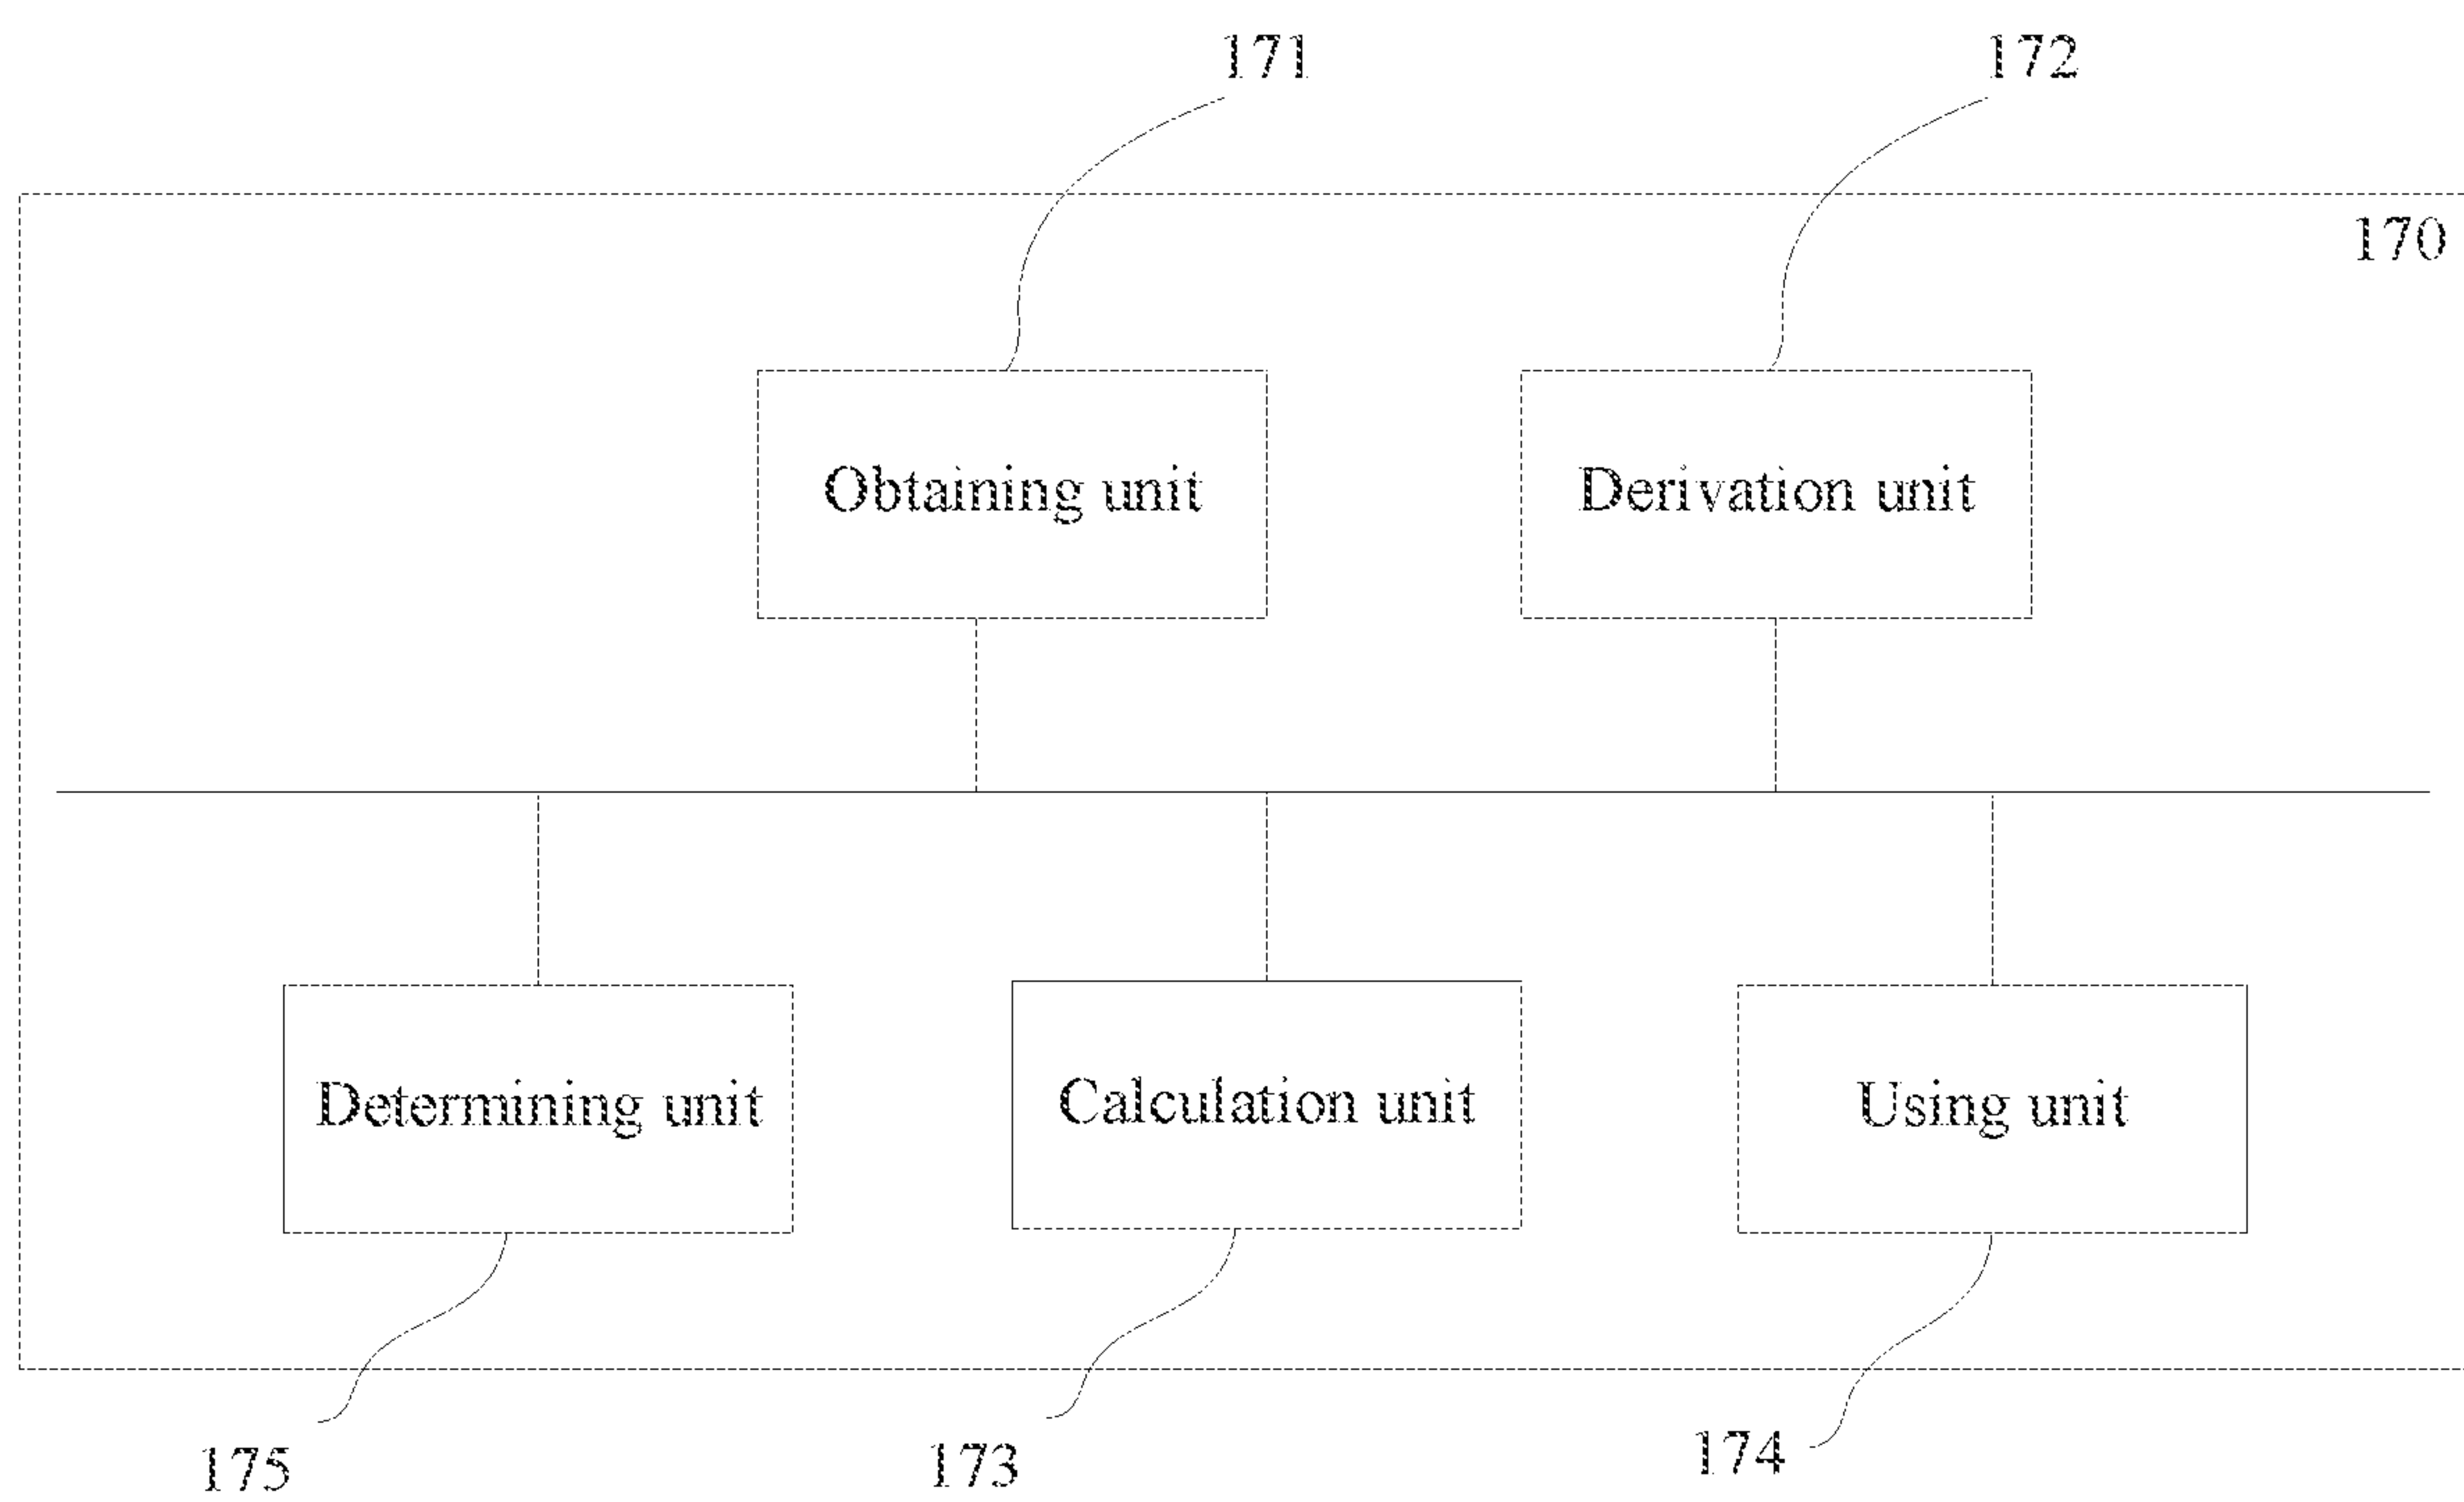 171
172
170
Obtaining unit
Derivation unit
Determining unit
Calculation unit
Using unit
175
173
174